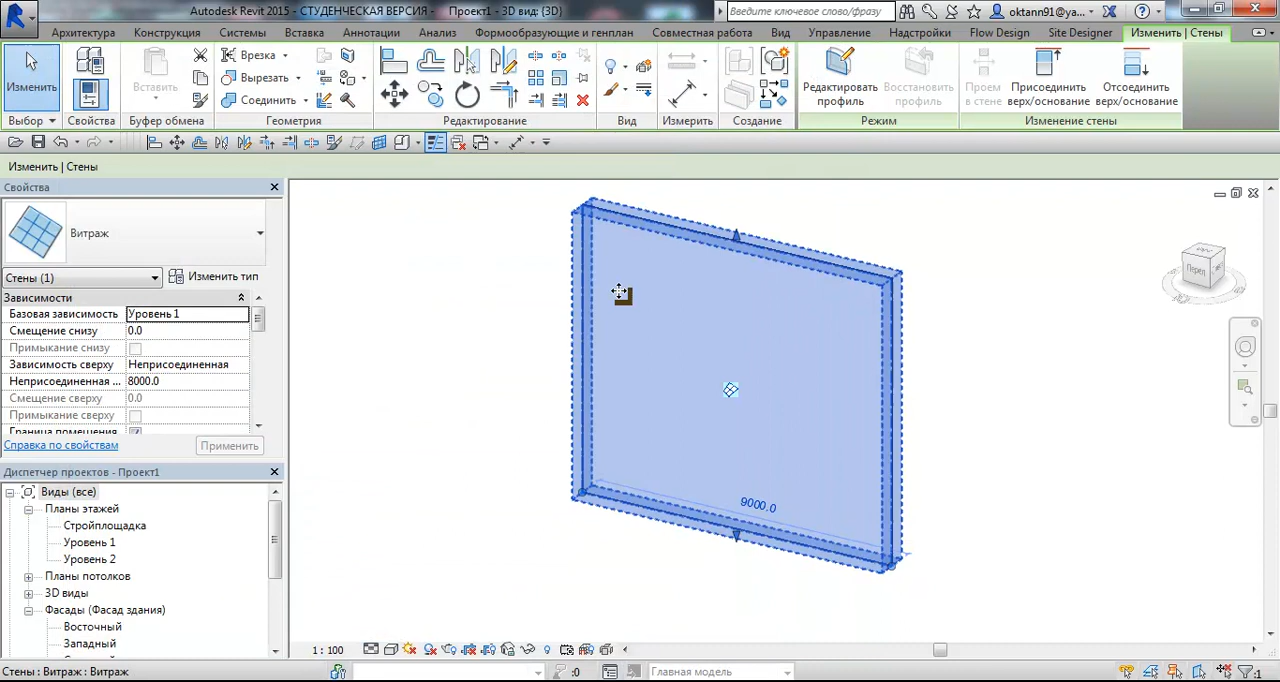 Autodesk Revit 2015 - СТУДЕНЧЕСКАЯ ВЕРСИЯ - Проект1 - 3D вид: {3D}
Введите ключевое слово/фразу
oktann91@ya...
Архитектура Конструкция Системы Вставка Аннотации Анализ Формообразующие и генплан Совместная работа Вид Управление Надстройки Flow Design Site Designer Изменить | Стены
Изменить
Вставить
Врезка
Вырезать
Соединить
Редактировать профиль
Восстановить профиль
Проем в стене
Присоединить верх/основание
Отсоединить верх/основание
Выбор Свойства Буфер обмена Геометрия Редактирование Вид Измерить Создание Режим Изменение стены
Изменить | Стены
Свойства
Витраж
Стены (1)
Изменить тип
Зависимости
Базовая зависимость Уровень 1
Смещение снизу 0.0
Примыкание снизу
Зависимость сверху Неприсоединенная
Неприсоединенная ... 8000.0
Смещение сверху 0.0
Примыкание сверху
Граница помещения
Справка по свойствам
Применить
Диспетчер проектов - Проект1
Виды (все)
Планы этажей
Стройплощадка
Уровень 1
Уровень 2
Планы потолков
3D виды
Фасады (Фасад здания)
Восточный
Западный
9000.0
1 : 100
Стены : Витраж : Витраж
:0
Главная модель
:1